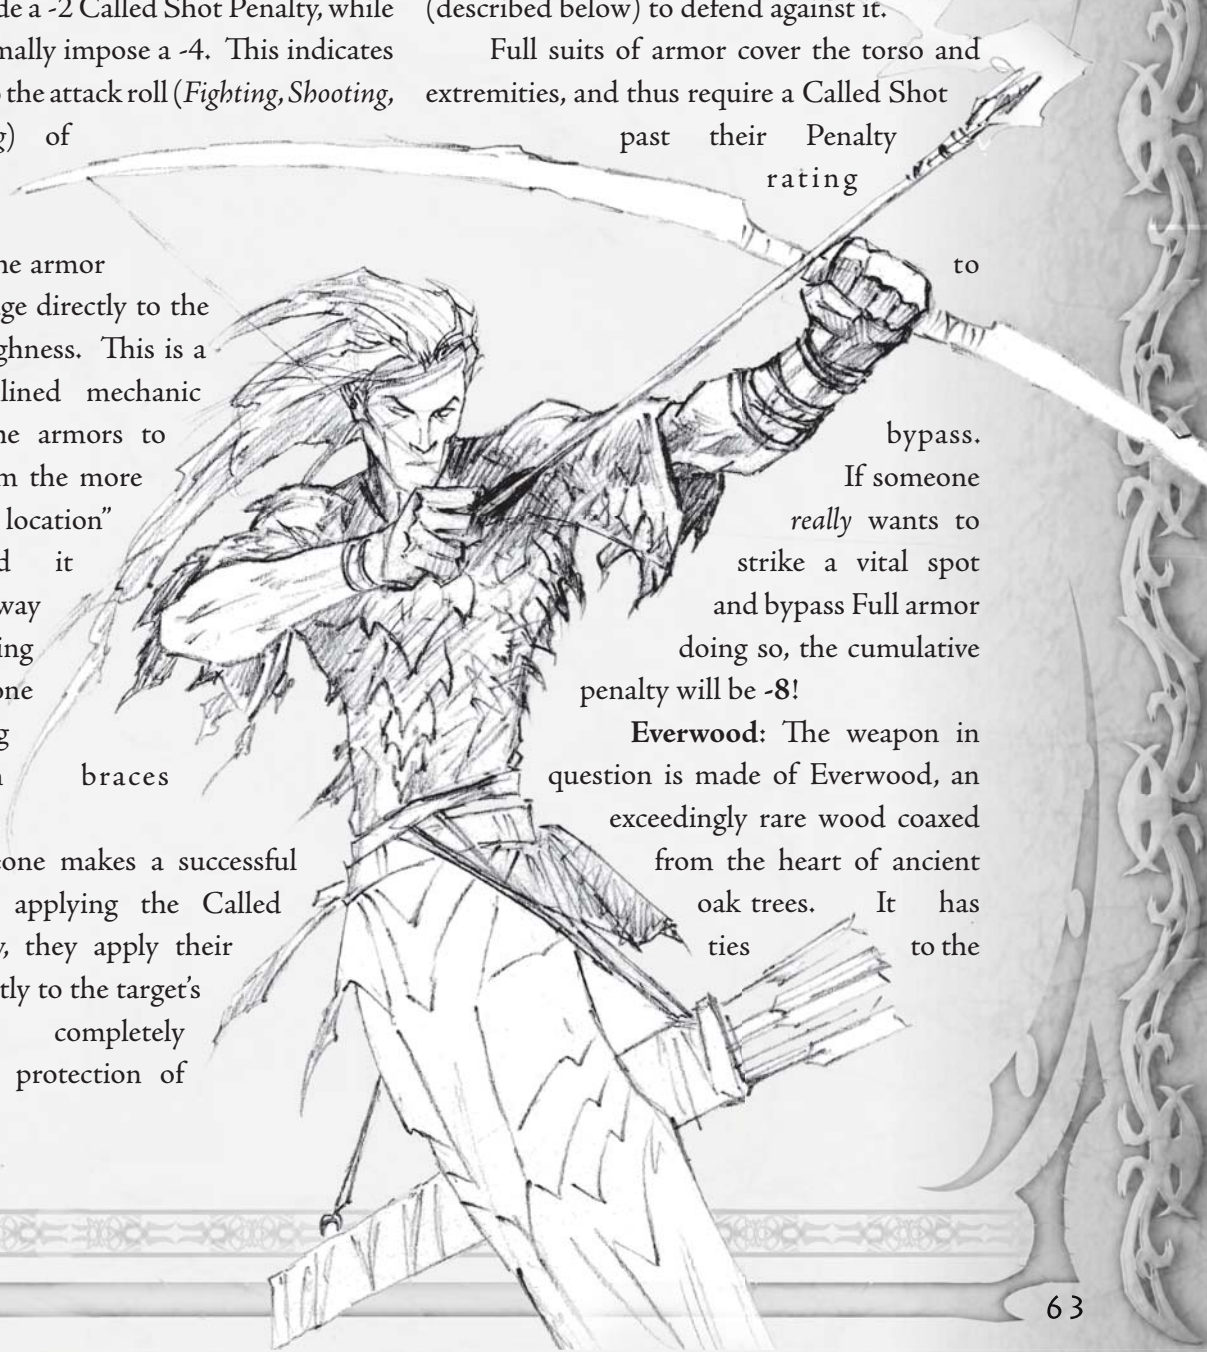 de a -2 Called Shot Penalty, while
mally impose a -4. This indicates
the attack roll (Fighting, Shooting,
g) of
ne armor
ge directly to the
ghness. This is a
lined mechanic
ne armors to
m the more
location”
d it
way
ing
one
g
braces
eone makes a successful
applying the Called
y, they apply their
tly to the target’s
completely
protection of
(described below) to defend against it.
Full suits of armor cover the torso and
extremities, and thus require a Called Shot
past their Penalty
rating
to
bypass.
If someone
really wants to
strike a vital spot
and bypass Full armor
doing so, the cumulative
penalty will be -8!
Everwood: The weapon in
question is made of Everwood, an
exceedingly rare wood coaxed
from the heart of ancient
oak trees. It has
ties to the
63